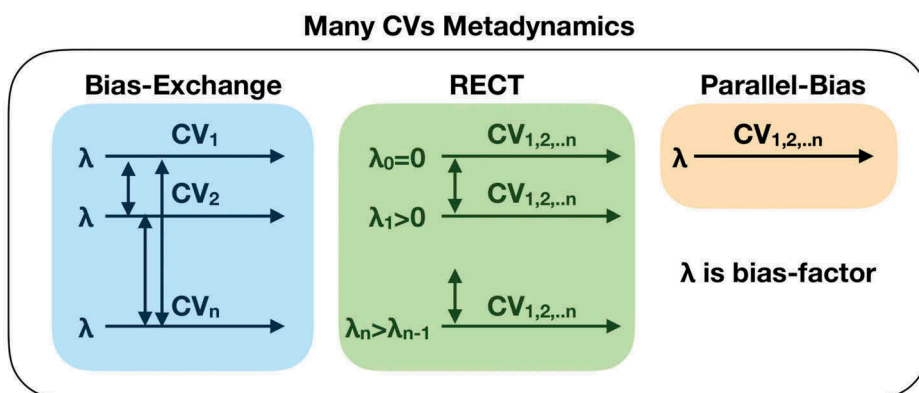 Many CVs Metadynamics
Bias-Exchange
λ CV₁
λ CV₂
λ CVₙ
RECT
λ₀=0 CV₁,₂,..ₙ
λ₁>0 CV₁,₂,..ₙ
λₙ>λₙ₋₁ CV₁,₂,..ₙ
Parallel-Bias
λ CV₁,₂,..ₙ
λ is bias-factor